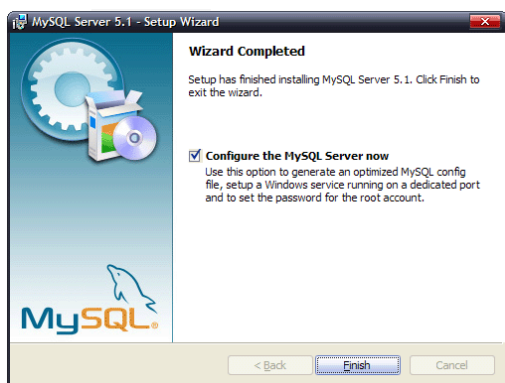 MySQL Server 5.1 - Setup Wizard
Wizard Completed
Setup has finished installing MySQL Server 5.1. Click Finish to
exit the wizard.
Configure the MySQL Server now
Use this option to generate an optimized MySQL config
file, setup a Windows service running on a dedicated port
and to set the password for the root account.
MySQL®
< Back
Finish
Cancel